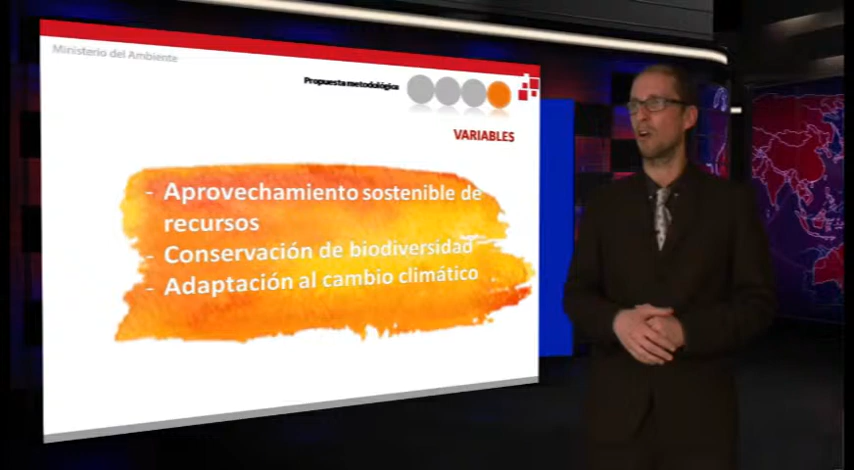 Ministerio del Ambiente
Propuesta metodológica
VARIABLES
- Aprovechamiento sostenible de
recursos
- Conservación de biodiversidad
- Adaptación al cambio climático